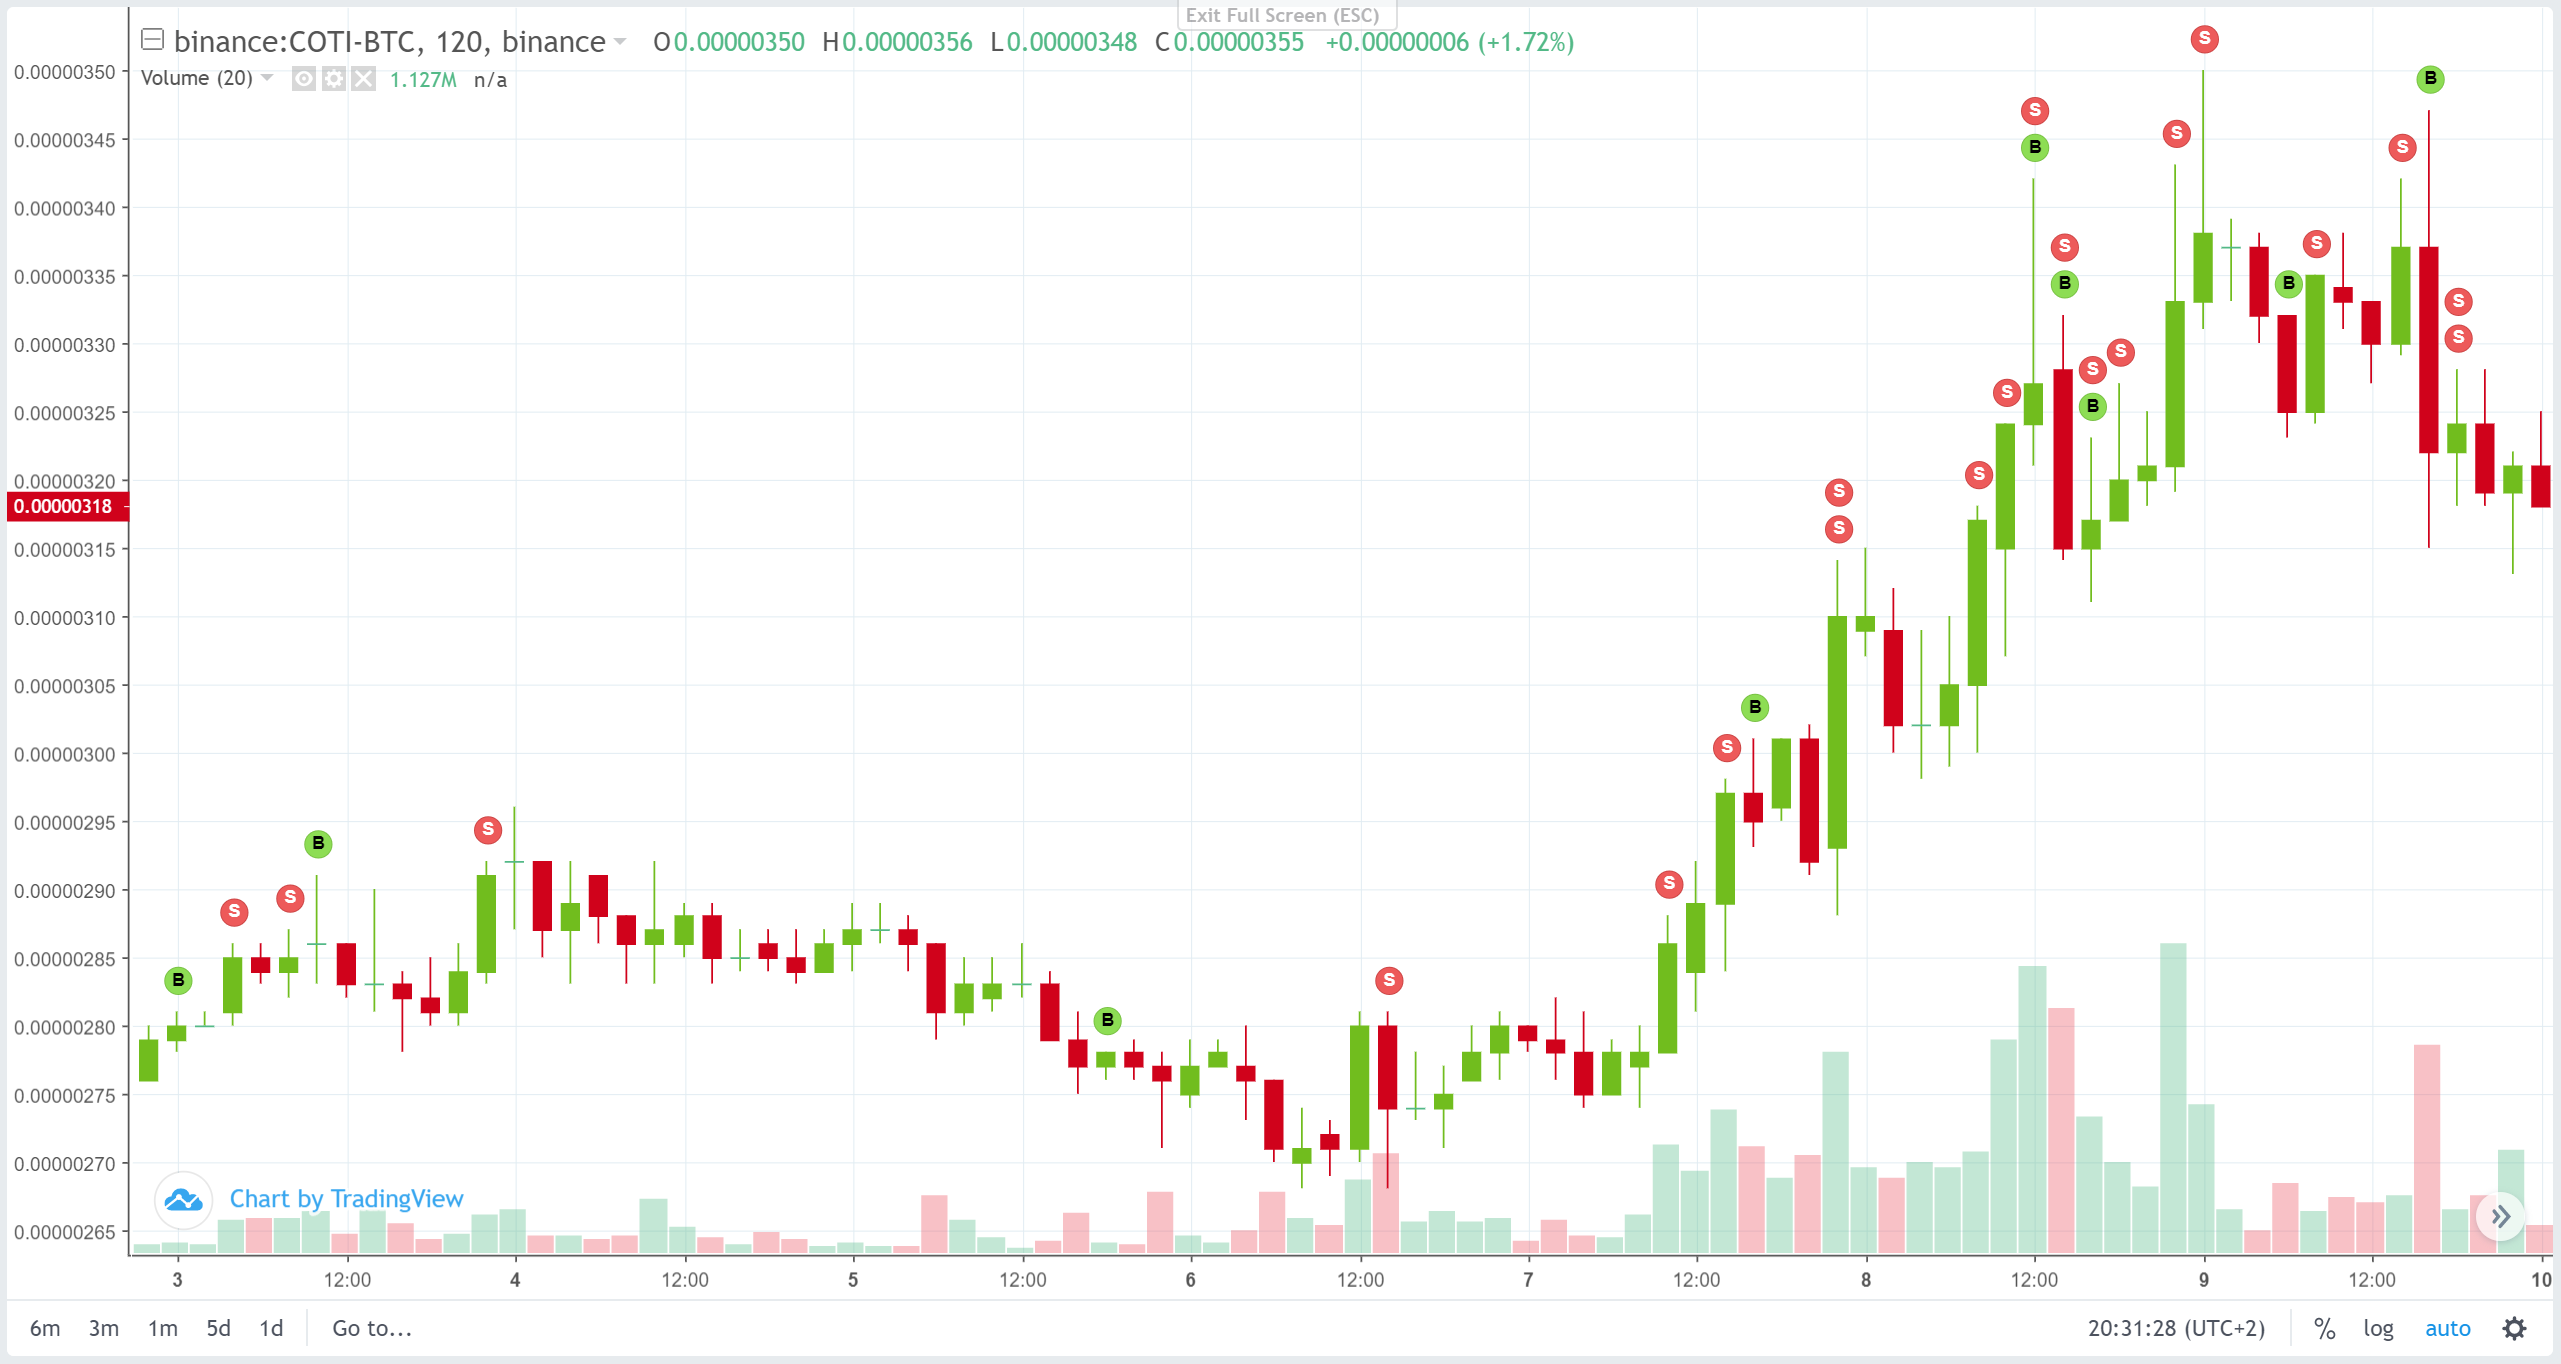 Exit Full Screen (ESC)
binance:COTI-BTC, 120, binance O0.00000350 H0.00000356 L0.00000348 C0.00000355 +0.00000006 (+1.72%)
Volume (20) 1.127M n/a
0.00000350
0.00000345
0.00000340
0.00000335
0.00000330
0.00000325
0.00000320
0.00000318
0.00000315
0.00000310
0.00000305
0.00000300
0.00000295
0.00000290
0.00000285
0.00000280
0.00000275
0.00000270
0.00000265
B
S
S
B
S
B
S
S
S
B
S
S
S
S
S
B
S
B
S
B
S
S
S
B
S
S
B
S
S
Chart by TradingView
3 12:00 4 12:00 5 12:00 6 12:00 7 12:00 8 12:00 9 12:00 10
6m 3m 1m 5d 1d Go to... 20:31:28 (UTC+2) % log auto